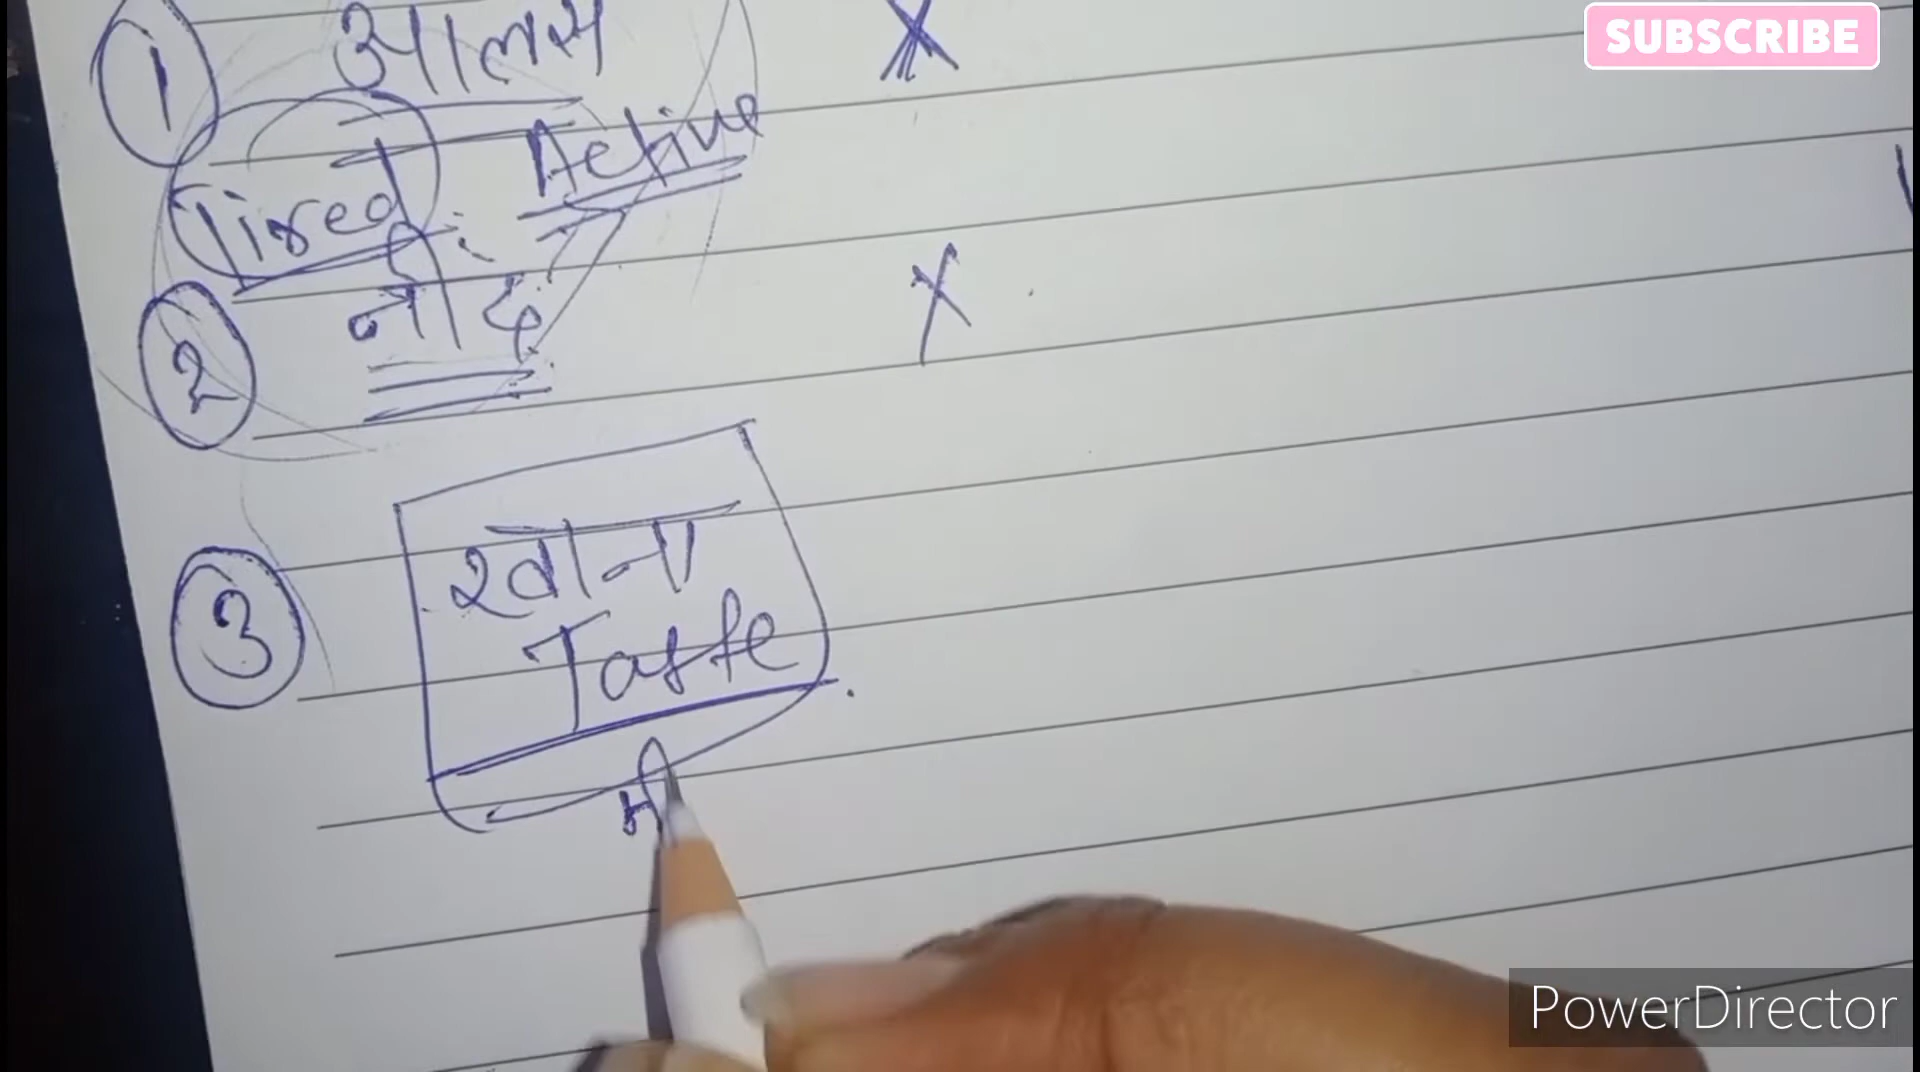 SUBSCRIBE
1 आलस X
Tired Active
2 नींद X
3 खाना
Taste
PowerDirector